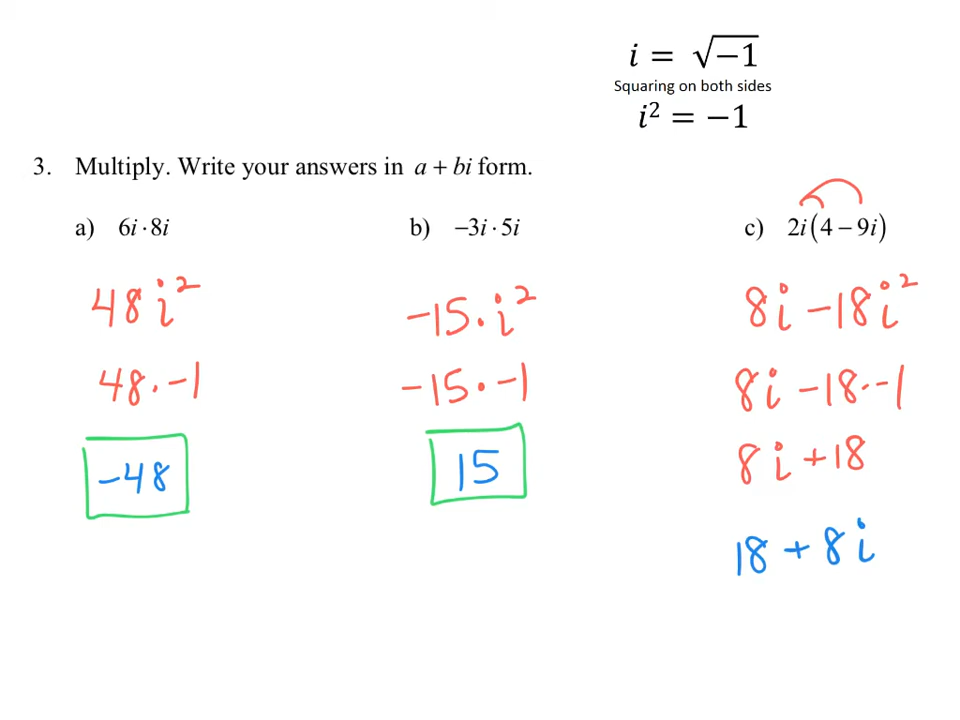 i = √−1
Squaring on both sides
i² = −1
3. Multiply. Write your answers in a + bi form.
a) 6i · 8i
48i²
48 · −1
−48
b) −3i · 5i
−15 · i²
−15 · −1
15
c) 2i(4 − 9i)
8i − 18i²
8i − 18 · −1
8i + 18
18 + 8i